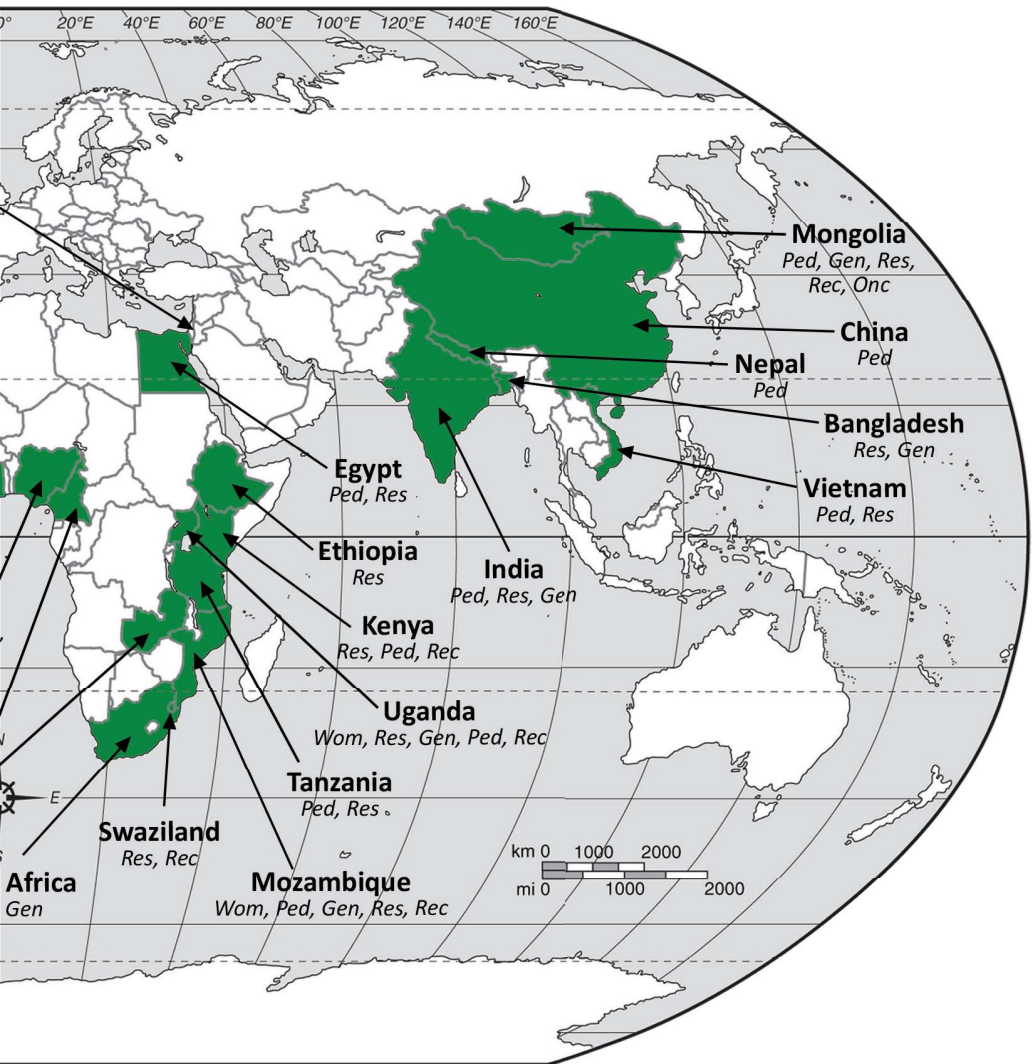 0° 20°E 40°E 60°E 80°E 100°E 120°E 140°E 160°E
Mongolia
Ped, Gen, Res,
Rec, Onc
China
Ped
Nepal
Ped
Bangladesh
Res, Gen
Vietnam
Ped, Res
Egypt
Ped, Res
Ethiopia
Res
India
Ped, Res, Gen
Kenya
Res, Ped, Rec
Uganda
Wom, Res, Gen, Ped, Rec
Tanzania
Ped, Res
E
Swaziland
Res, Rec
Africa
Gen
Mozambique
Wom, Ped, Gen, Res, Rec
km 0 1000 2000
mi 0 1000 2000